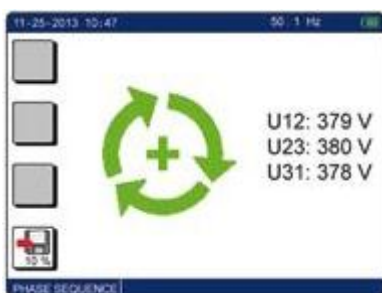 11-25-2013 10:47 50.1 Hz
U12: 379 V
U23: 380 V
U31: 378 V
10 %
PHASE SEQUENCE